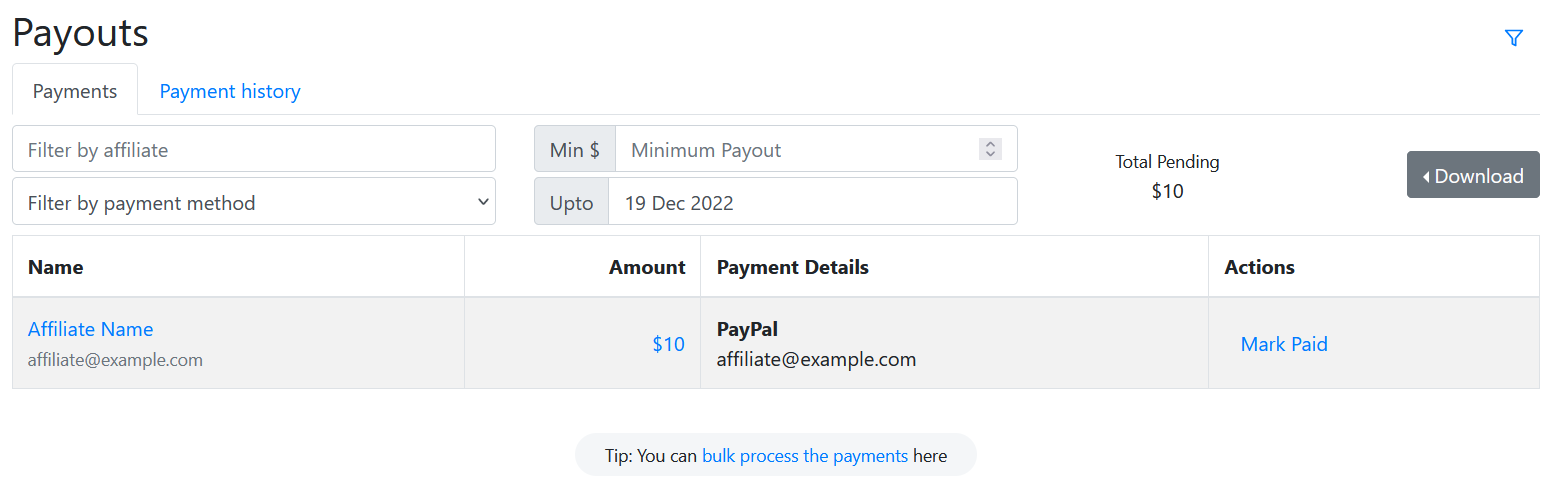 Payouts
Payments
Payment history
Filter by affiliate
Min $
Minimum Payout
Total Pending
$10
Download
Filter by payment method
Upto
19 Dec 2022
Name
Amount
Payment Details
Actions
Affiliate Name
affiliate@example.com
$10
PayPal
affiliate@example.com
Mark Paid
Tip: You can bulk process the payments here